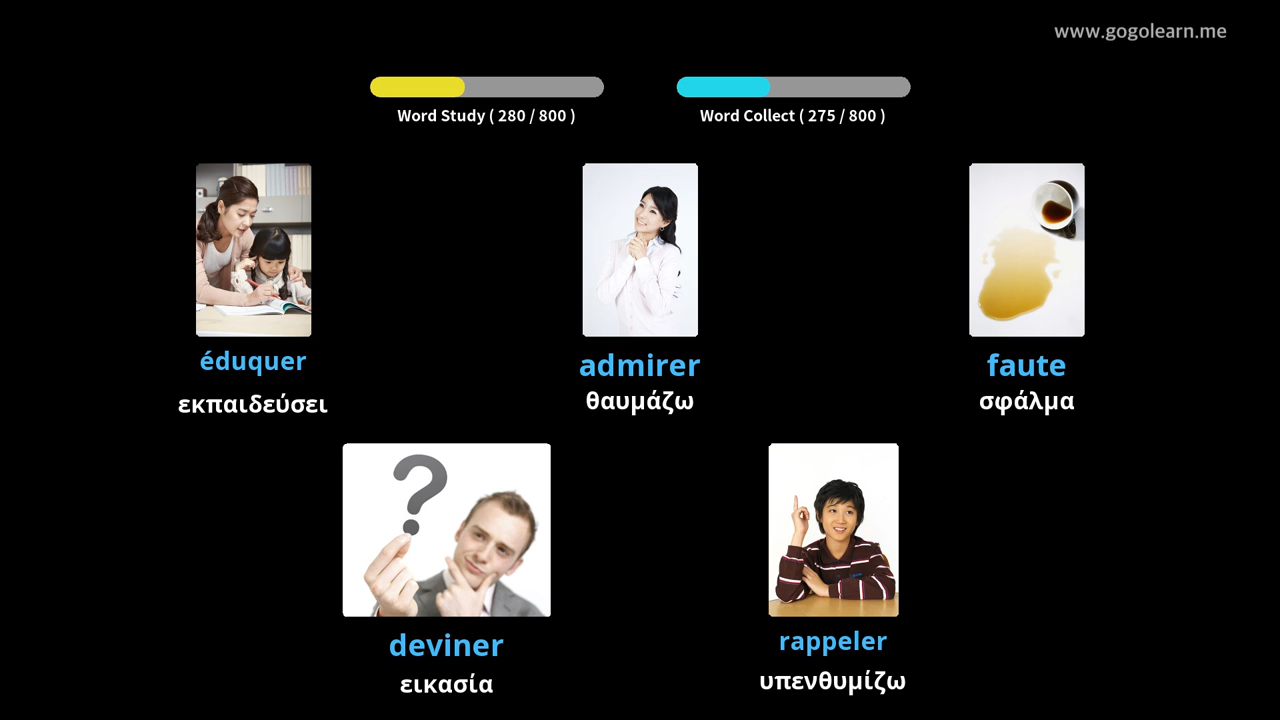 www.gogolearn.me
Word Study ( 280 / 800 )
Word Collect ( 275 / 800 )
éduquer
εκπαιδεύσει
admirer
θαυμάζω
faute
σφάλμα
?
deviner
εικασία
rappeler
υπενθυμίζω